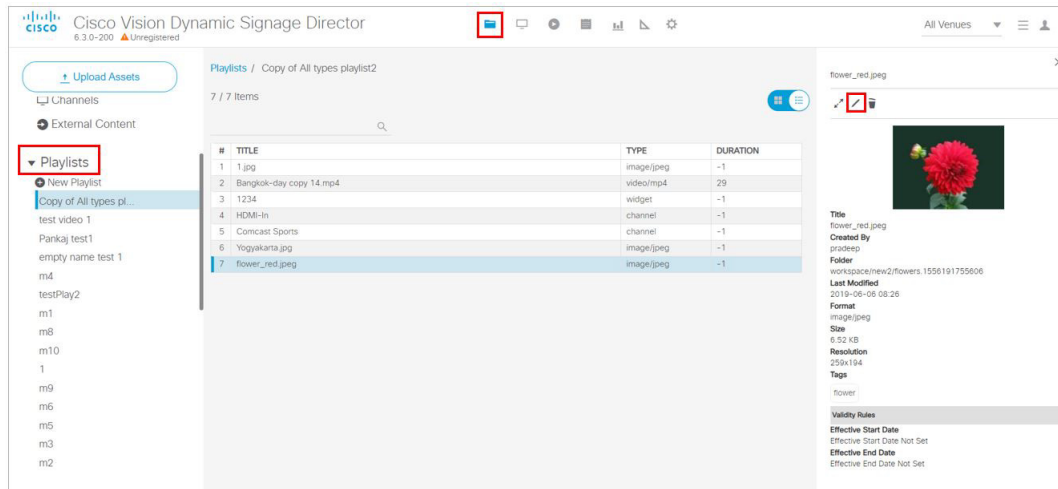 CISCO
Cisco Vision Dynamic Signage Director
6.3.0-200 Unregistered
All Venues
Upload Assets
Channels
External Content
Playlists
New Playlist
Copy of All types pl...
test video 1
Pankaj test1
empty name test 1
m4
testPlay2
m1
m8
m10
1
m9
m6
m5
m3
m2
Playlists / Copy of All types playlist2
7 / 7 Items
# TITLE TYPE DURATION
1 1.jpg image/jpeg -1
2 Bangkok-day copy 14.mp4 video/mp4 29
3 1234 widget -1
4 HDMI-In channel -1
5 Comcast Sports channel -1
6 Yogyakarta.jpg image/jpeg -1
7 flower_red.jpeg image/jpeg -1
flower_red.jpeg
Title
flower_red.jpeg
Created By
pradeep
Folder
workspace/new2/flowers.1556191755606
Last Modified
2019-06-06 08:26
Format
image/jpeg
Size
6.52 KB
Resolution
259x194
Tags
flower
Validity Rules
Effective Start Date
Effective Start Date Not Set
Effective End Date
Effective End Date Not Set